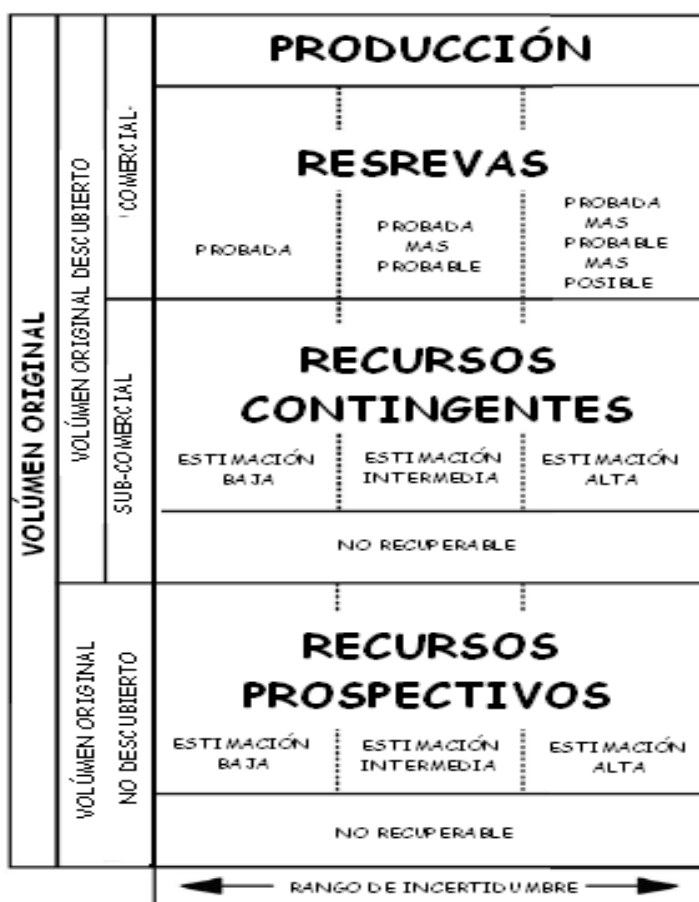 VOLÚMEN ORIGINAL
VOLÚMEN ORIGINAL DESCUBIERTO
COMERCIAL
PRODUCCIÓN
RESREVAS
PROBADA
PROBADA
MAS
PROBABLE
PROBADA
MAS
PROBABLE
MAS
POSIBLE
SUB-COMERCIAL
RECURSOS
CONTINGENTES
ESTIMACIÓN
BAJA
ESTIMACIÓN
INTERMEDIA
ESTIMACIÓN
ALTA
NO RECUPERABLE
VOLÚMEN ORIGINAL
NO DESCUBIERTO
RECURSOS
PROSPECTIVOS
ESTIMACIÓN
BAJA
ESTIMACIÓN
INTERMEDIA
ESTIMACIÓN
ALTA
NO RECUPERABLE
RANGO DE INCERTIDUMBRE